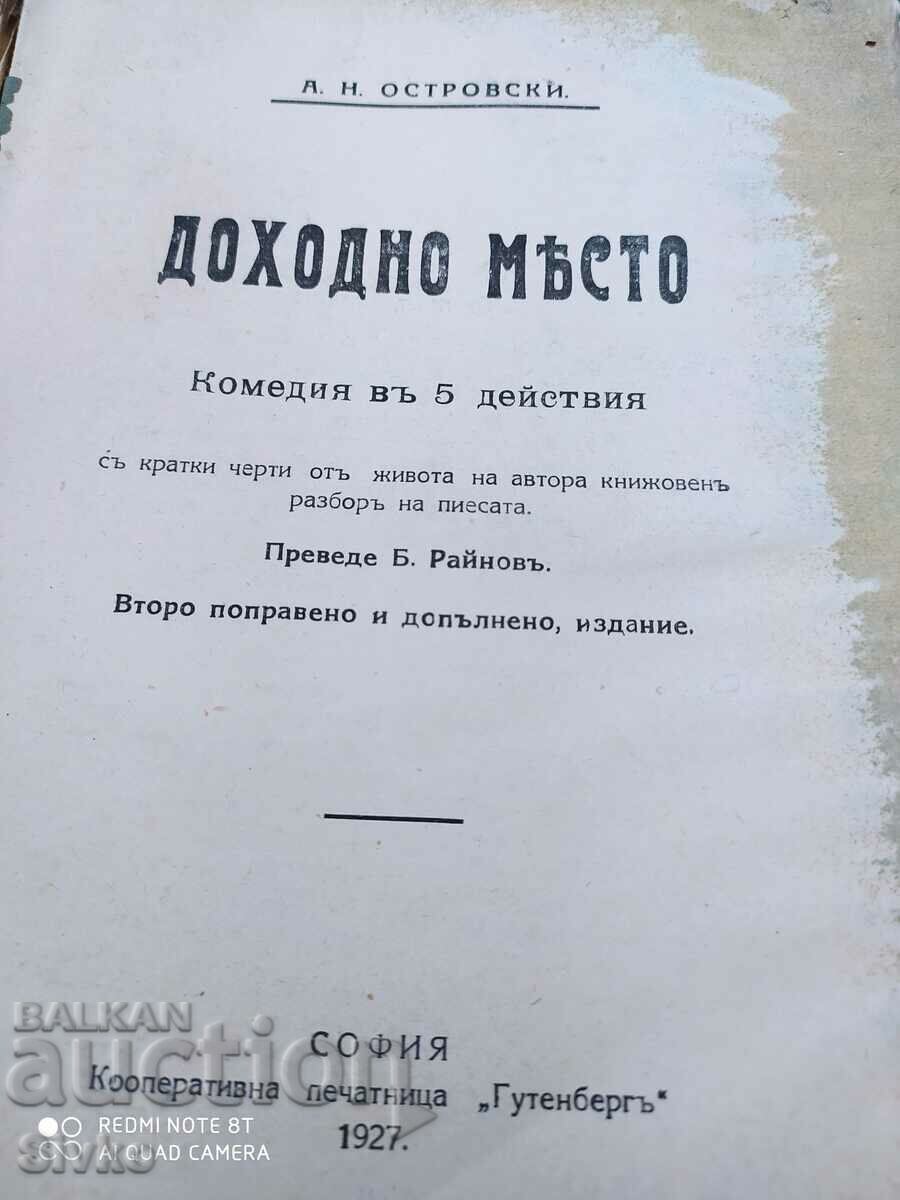 А. Н. ОСТРОВСКИ.
ДОХОДНО МѢСТО
Комедия въ 5 действия
съ кратки черти отъ живота на автора книжовенъ
разборъ на пиесата.
Преведе Б. Райновъ.
Второ поправено и допълнено, издание.
СОФИЯ
Кооперативна печатница „Гутенбергъ“
1927.
BALKAN
auction
REDMI NOTE 8T
AI QUAD CAMERA
Sivko